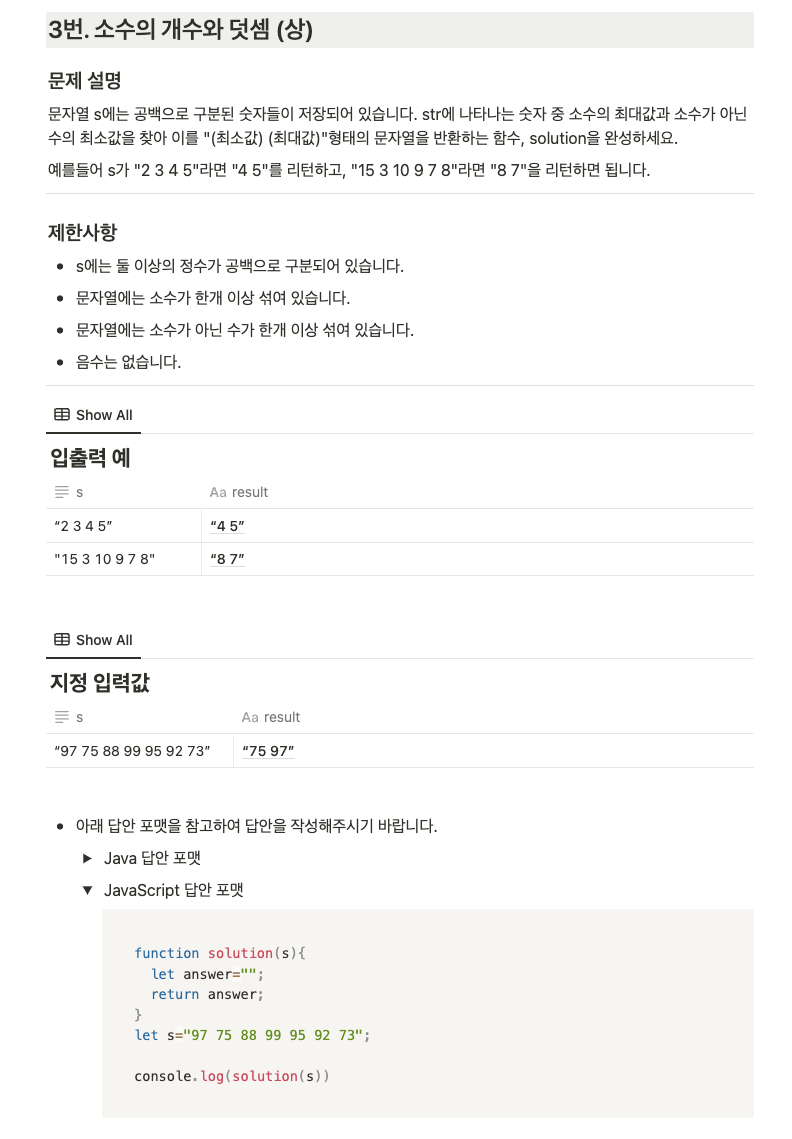 3번. 소수의 개수와 덧셈 (상)
문제 설명
문자열 s에는 공백으로 구분된 숫자들이 저장되어 있습니다. str에 나타나는 숫자 중 소수의 최대값과 소수가 아닌
수의 최소값을 찾아 이를 "(최소값) (최대값)"형태의 문자열을 반환하는 함수, solution을 완성하세요.
예를들어 s가 "2 3 4 5"라면 "4 5"를 리턴하고, "15 3 10 9 7 8"라면 "8 7"을 리턴하면 됩니다.
제한사항
• s에는 둘 이상의 정수가 공백으로 구분되어 있습니다.
• 문자열에는 소수가 한개 이상 섞여 있습니다.
• 문자열에는 소수가 아닌 수가 한개 이상 섞여 있습니다.
• 음수는 없습니다.
Show All
입출력 예
s Aa result
“2 3 4 5” “4 5”
"15 3 10 9 7 8" “8 7”
Show All
지정 입력값
s Aa result
“97 75 88 99 95 92 73” “75 97”
• 아래 답안 포맷을 참고하여 답안을 작성해주시기 바랍니다.
▶ Java 답안 포맷
▼ JavaScript 답안 포맷
function solution(s){
let answer="";
return answer;
}
let s="97 75 88 99 95 92 73";
console.log(solution(s))